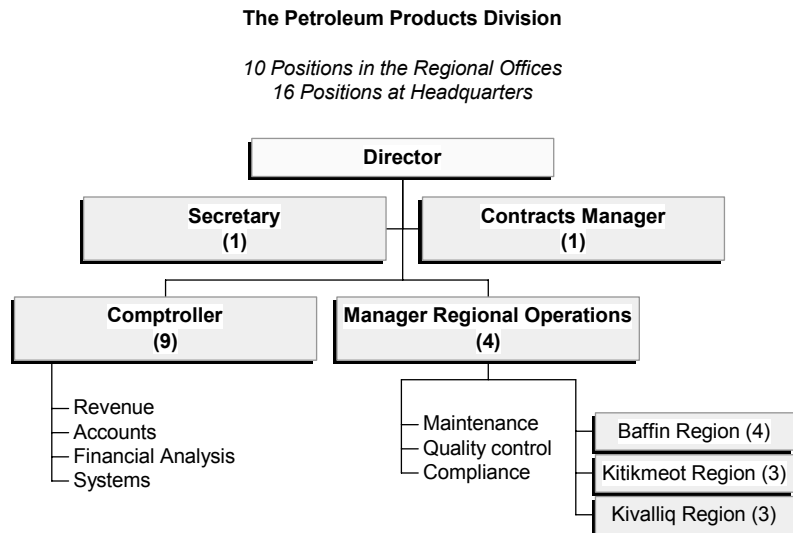 The Petroleum Products Division
10 Positions in the Regional Offices
16 Positions at Headquarters
Director
Secretary
(1)
Contracts Manager
(1)
Comptroller
(9)
Manager Regional Operations
(4)
Revenue
Accounts
Financial Analysis
Systems
Maintenance
Quality control
Compliance
Baffin Region (4)
Kitikmeot Region (3)
Kivalliq Region (3)